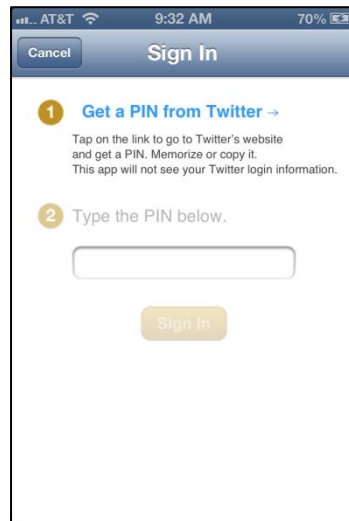 AT&T 9:32 AM 70%
Cancel Sign In
1 Get a PIN from Twitter →
Tap on the link to go to Twitter's website
and get a PIN. Memorize or copy it.
This app will not see your Twitter login information.
2 Type the PIN below.
Sign In